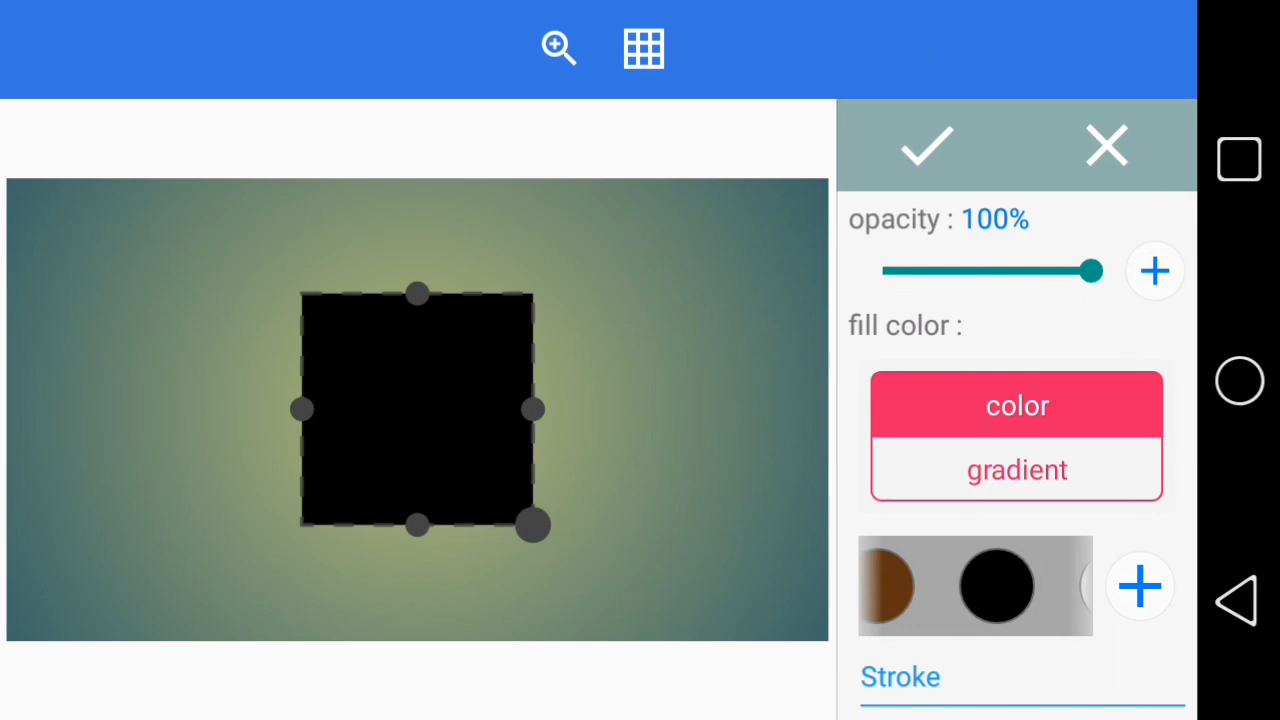 opacity : 100%
fill color :
color
gradient
Stroke